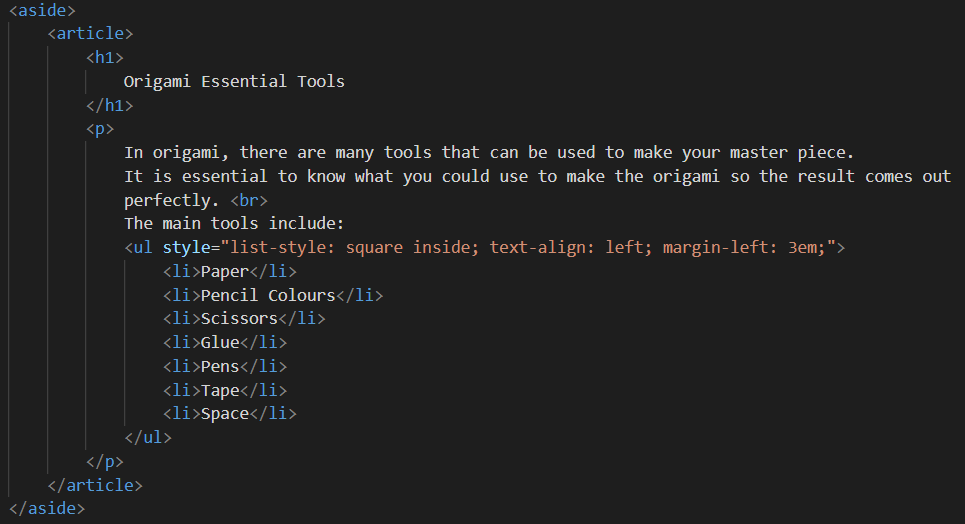 <aside>
<article>
<h1>
Origami Essential Tools
</h1>
<p>
In origami, there are many tools that can be used to make your master piece.
It is essential to know what you could use to make the origami so the result comes out
perfectly. <br>
The main tools include:
<ul style="list-style: square inside; text-align: left; margin-left: 3em;">
<li>Paper</li>
<li>Pencil Colours</li>
<li>Scissors</li>
<li>Glue</li>
<li>Pens</li>
<li>Tape</li>
<li>Space</li>
</ul>
</p>
</article>
</aside>